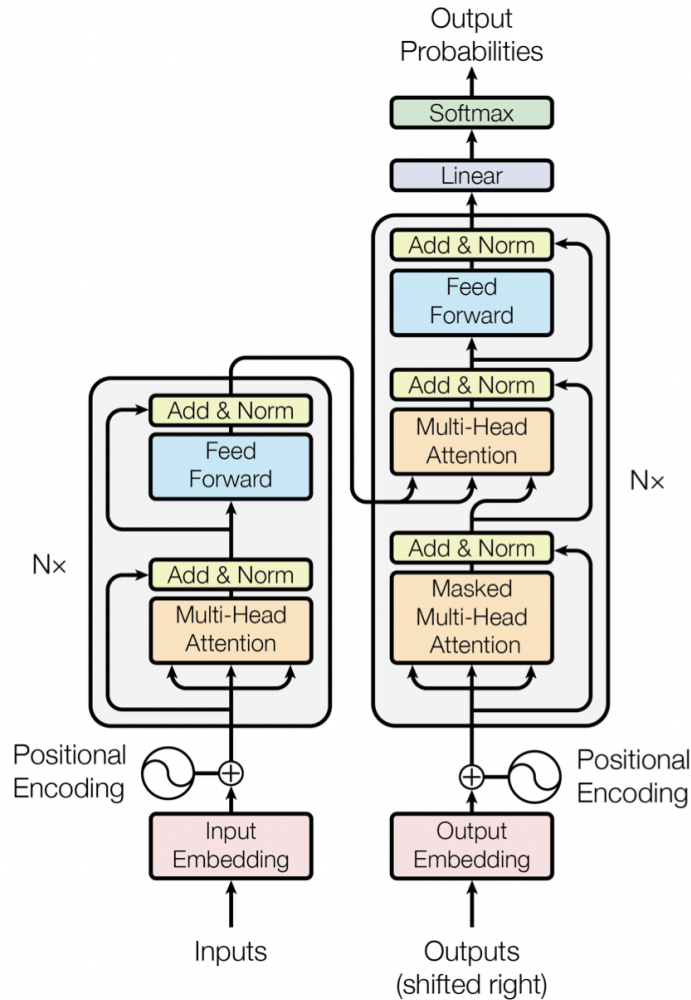 Output
Probabilities
Softmax
Linear
Add & Norm
Feed
Forward
Add & Norm
Multi-Head
Attention
Add & Norm
Masked
Multi-Head
Attention
Nx
Add & Norm
Feed
Forward
Add & Norm
Multi-Head
Attention
N×
Positional
Encoding
Positional
Encoding
Input
Embedding
Output
Embedding
Inputs
Outputs
(shifted right)